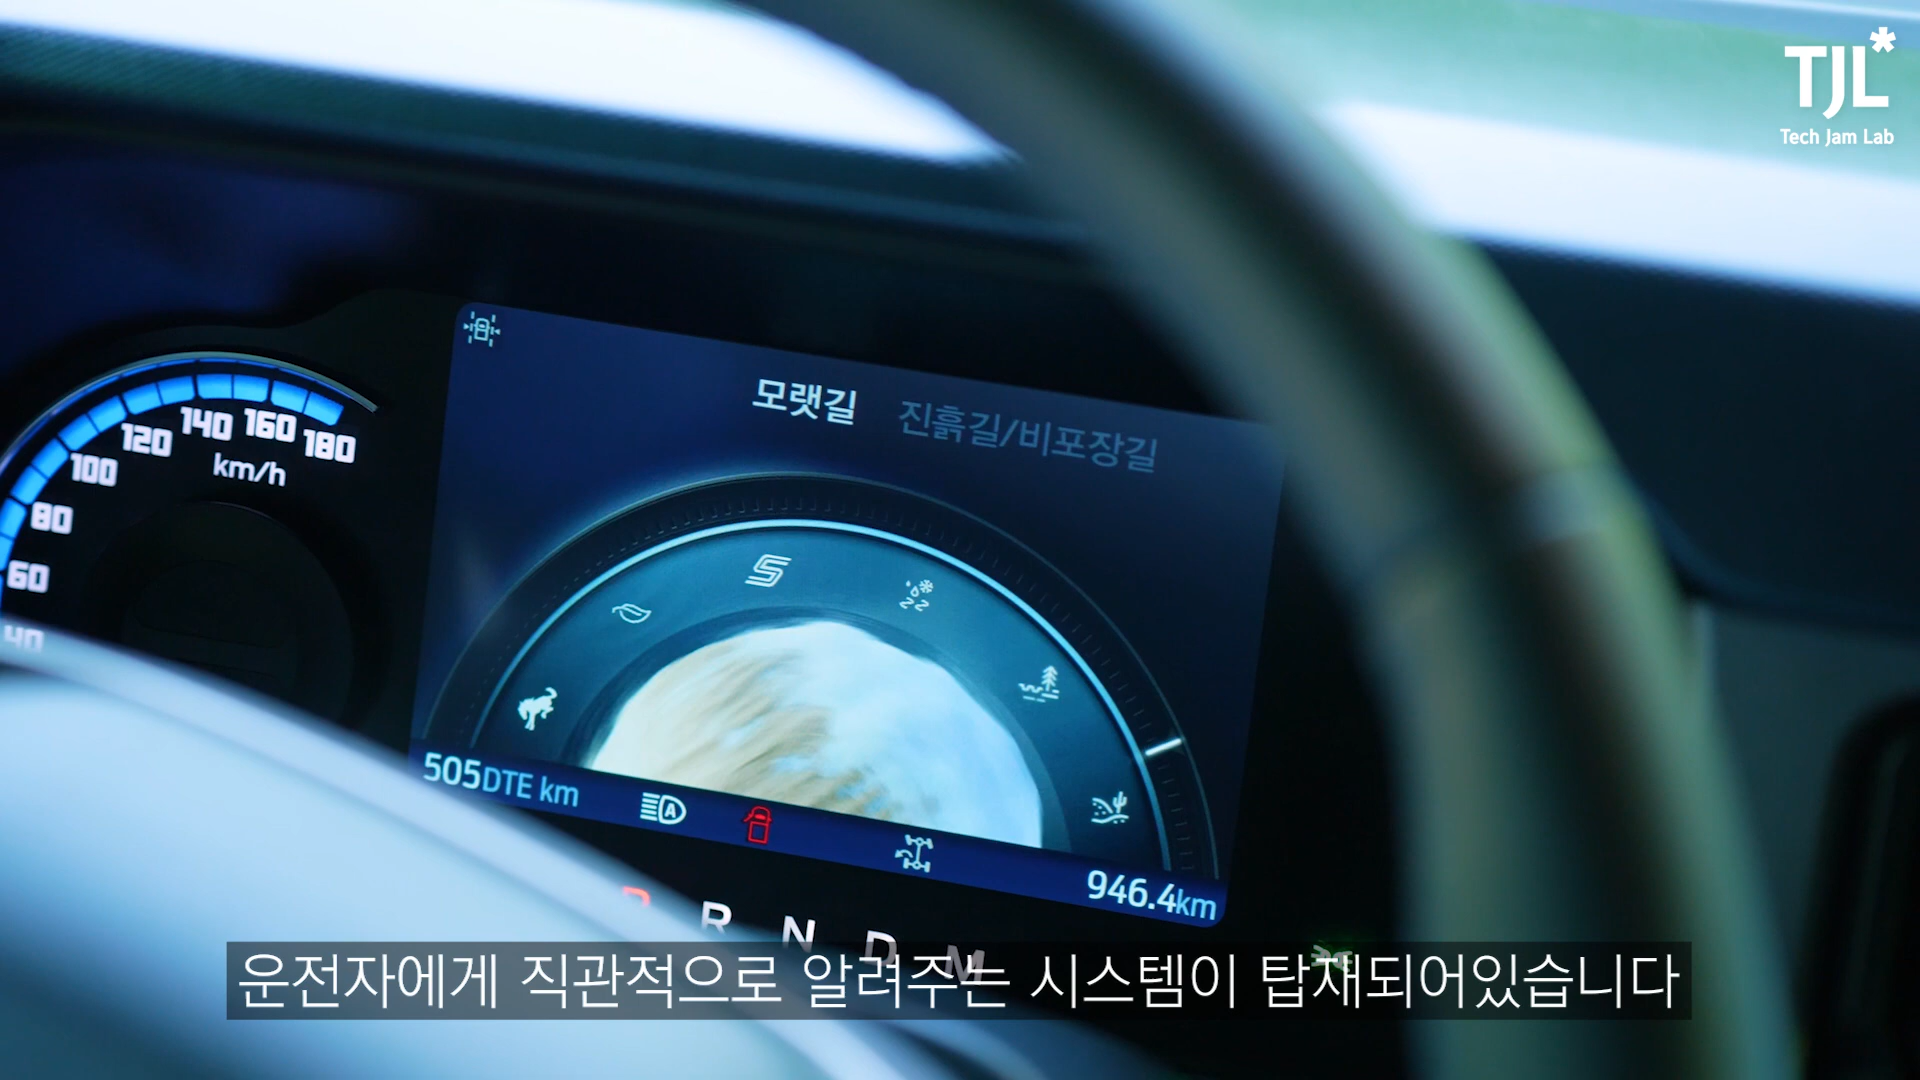 TJL*
Tech Jam Lab
모랫길 진흙길/비포장길
40
60
80
100
120
140
160
180
km/h
S
505DTE km
A
946.4km
P R N D M
운전자에게 직관적으로 알려주는 시스템이 탑재되어있습니다